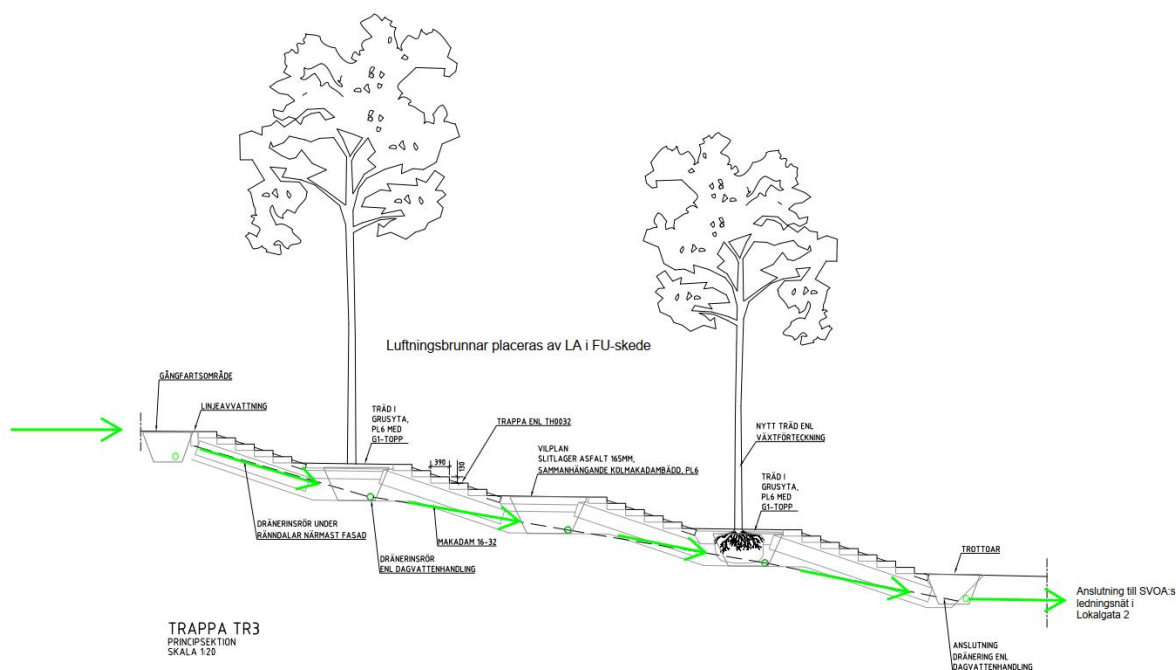 Luftningsbrunnar placeras av LA i FU-skede
GÅNGFARTSOMRÅDE
LINJEAVVATTNING
TRÄD I
GRUSYTA,
PL6 MED
G1-TOPP
TRAPPA ENL TH0032
390
130
VILPLAN
SLITLAGER ASFALT 165MM,
SAMMANHÄNGANDE KOLMAKADAMBÄDD, PL6
NYTT TRÄD ENL
VÄXTFÖRTECKNING
TRÄD I
GRUSYTA,
PL6 MED
G1-TOPP
DRÄNERINSRÖR UNDER
RÄNNDALAR NÄRMAST FASAD
DRÄNERINSRÖR
ENL DAGVATTENHANDLING
MAKADAM 16-32
TROTTOAR
Anslutning till SVOA:s
ledningsnät i
Lokalgata 2
ANSLUTNING
DRÄNERING ENL
DAGVATTENHANDLING
TRAPPA TR3
PRINCIPSEKTION
SKALA 1:20